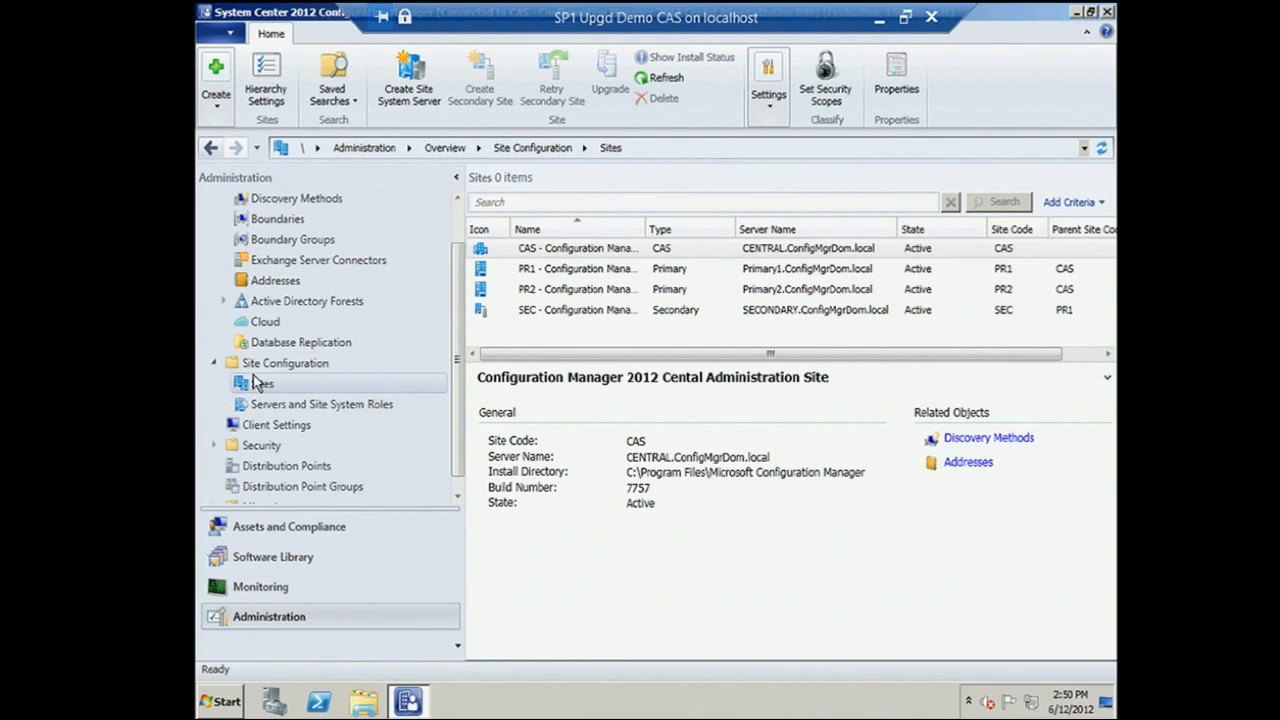 System Center 2012 Config
SP1 Upgd Demo CAS on localhost
Home
Create
Hierarchy Settings
Sites
Saved Searches
Search
Create Site System Server
Create Secondary Site
Retry Secondary Site
Upgrade
Show Install Status
Refresh
Delete
Site
Settings
Set Security Scopes
Classify
Properties
Properties
\ Administration Overview Site Configuration Sites
Administration
Discovery Methods
Boundaries
Boundary Groups
Exchange Server Connectors
Addresses
Active Directory Forests
Cloud
Database Replication
Site Configuration
Servers and Site System Roles
Client Settings
Security
Distribution Points
Distribution Point Groups
Assets and Compliance
Software Library
Monitoring
Administration
Sites 0 items
Search Search Add Criteria
Icon Name Type Server Name State Site Code Parent Site Co
CAS - Configuration Mana... CAS CENTRAL.ConfigMgrDom.local Active CAS
PR1 - Configuration Mana... Primary Primary1.ConfigMgrDom.local Active PR1 CAS
PR2 - Configuration Mana... Primary Primary2.ConfigMgrDom.local Active PR2 CAS
SEC - Configuration Mana... Secondary SECONDARY.ConfigMgrDom.local Active SEC PR1
Configuration Manager 2012 Cental Administration Site
General
Site Code: CAS
Server Name: CENTRAL.ConfigMgrDom.local
Install Directory: C:\Program Files\Microsoft Configuration Manager
Build Number: 7757
State: Active
Related Objects
Discovery Methods
Addresses
Ready
Start
2:50 PM
6/12/2012